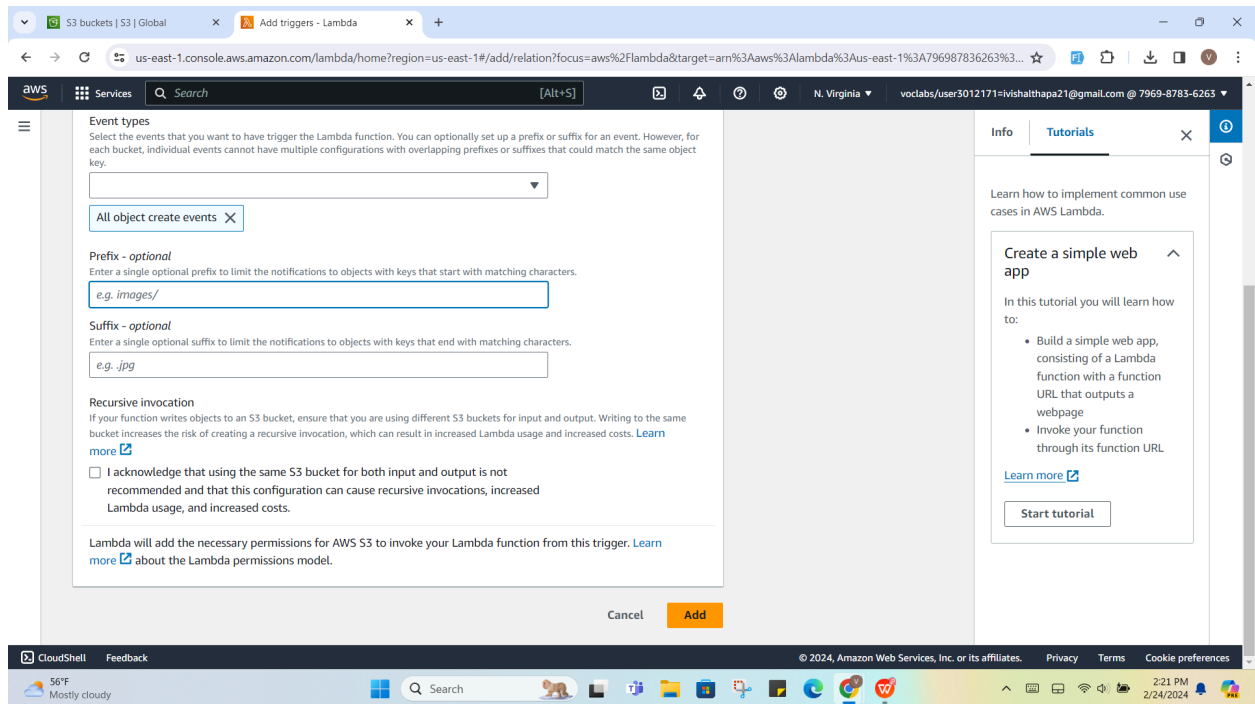 S3 buckets | S3 | Global
Add triggers - Lambda
us-east-1.console.aws.amazon.com/lambda/home?region=us-east-1#/add/relation?focus=aws%2Flambda&target=arn%3Aaws%3Alambda%3Aus-east-1%3A796987836263%3...
V
aws
Services
Search
[Alt+S]
N. Virginia
voclabs/user3012171=ivishalthapa21@gmail.com @ 7969-8783-6263
Event types
Select the events that you want to have trigger the Lambda function. You can optionally set up a prefix or suffix for an event. However, for
each bucket, individual events cannot have multiple configurations with overlapping prefixes or suffixes that could match the same object
key.
All object create events
Prefix - optional
Enter a single optional prefix to limit the notifications to objects with keys that start with matching characters.
e.g. images/
Suffix - optional
Enter a single optional suffix to limit the notifications to objects with keys that end with matching characters.
e.g. .jpg
Recursive invocation
If your function writes objects to an S3 bucket, ensure that you are using different S3 buckets for input and output. Writing to the same
bucket increases the risk of creating a recursive invocation, which can result in increased Lambda usage and increased costs. Learn
more
I acknowledge that using the same S3 bucket for both input and output is not
recommended and that this configuration can cause recursive invocations, increased
Lambda usage, and increased costs.
Lambda will add the necessary permissions for AWS S3 to invoke your Lambda function from this trigger. Learn
more about the Lambda permissions model.
Cancel
Add
Info
Tutorials
Learn how to implement common use
cases in AWS Lambda.
Create a simple web
app
In this tutorial you will learn how
to:
• Build a simple web app,
consisting of a Lambda
function with a function
URL that outputs a
webpage
• Invoke your function
through its function URL
Learn more
Start tutorial
CloudShell
Feedback
© 2024, Amazon Web Services, Inc. or its affiliates.
Privacy
Terms
Cookie preferences
56°F
Mostly cloudy
Search
2:21 PM
2/24/2024